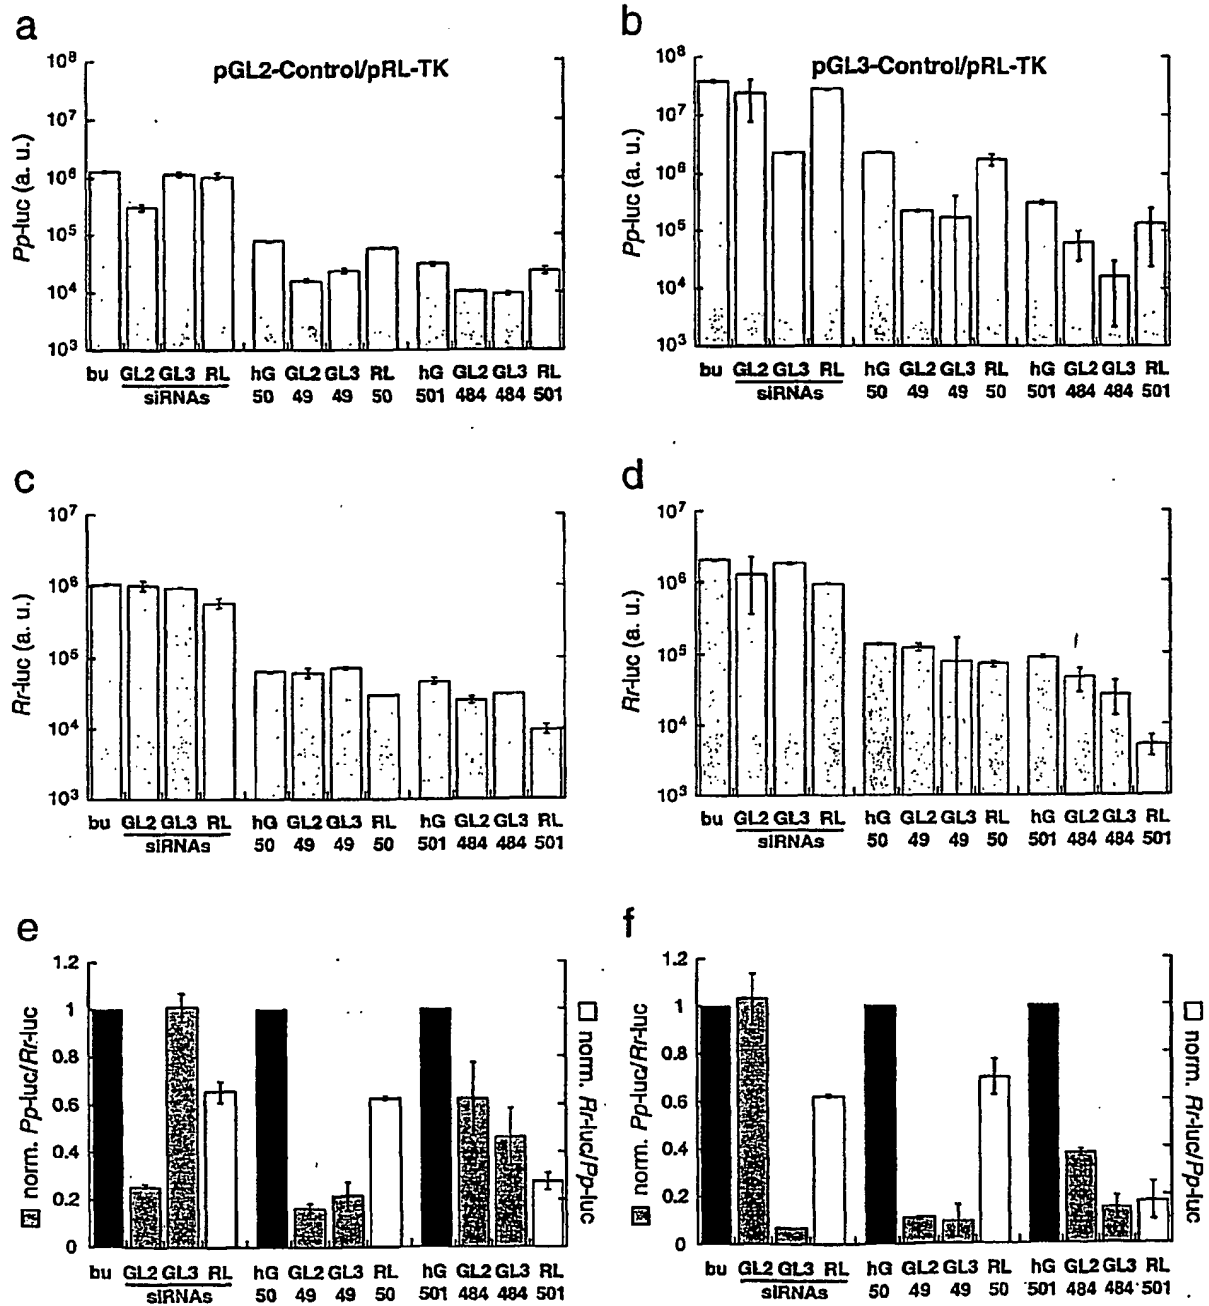 a
pGL2-Control/pRL-TK
Pp-luc (a. u.)
10⁸
10⁷
10⁶
10⁵
10⁴
10³
bu GL2 GL3 RL hG GL2 GL3 RL hG GL2 GL3 RL
siRNAs 50 49 49 50 501 484 484 501
b
pGL3-Control/pRL-TK
Pp-luc (a. u.)
10⁸
10⁷
10⁶
10⁵
10⁴
10³
bu GL2 GL3 RL hG GL2 GL3 RL hG GL2 GL3 RL
siRNAs 50 49 49 50 501 484 484 501
c
Rr-luc (a. u.)
10⁷
10⁶
10⁵
10⁴
10³
bu GL2 GL3 RL hG GL2 GL3 RL hG GL2 GL3 RL
siRNAs 50 49 49 50 501 484 484 501
d
Rr-luc (a. u.)
10⁷
10⁶
10⁵
10⁴
10³
bu GL2 GL3 RL hG GL2 GL3 RL hG GL2 GL3 RL
siRNAs 50 49 49 50 501 484 484 501
e
norm. Pp-luc/Rr-luc
1.2
1
0.8
0.6
0.4
0.2
0
norm. Rr-luc/Pp-luc
bu GL2 GL3 RL hG GL2 GL3 RL hG GL2 GL3 RL
siRNAs 50 49 49 50 501 484 484 501
f
norm. Pp-luc/Rr-luc
1.2
1
0.8
0.6
0.4
0.2
0
norm. Rr-luc/Pp-luc
bu GL2 GL3 RL hG GL2 GL3 RL hG GL2 GL3 RL
siRNAs 50 49 49 50 501 484 484 501